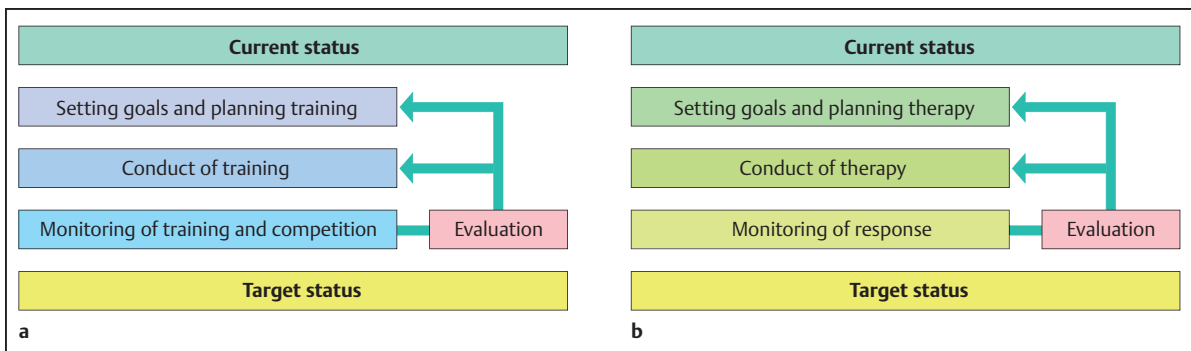 Current status
Setting goals and planning training
Conduct of training
Monitoring of training and competition
Evaluation
Target status
a
Current status
Setting goals and planning therapy
Conduct of therapy
Monitoring of response
Evaluation
Target status
b